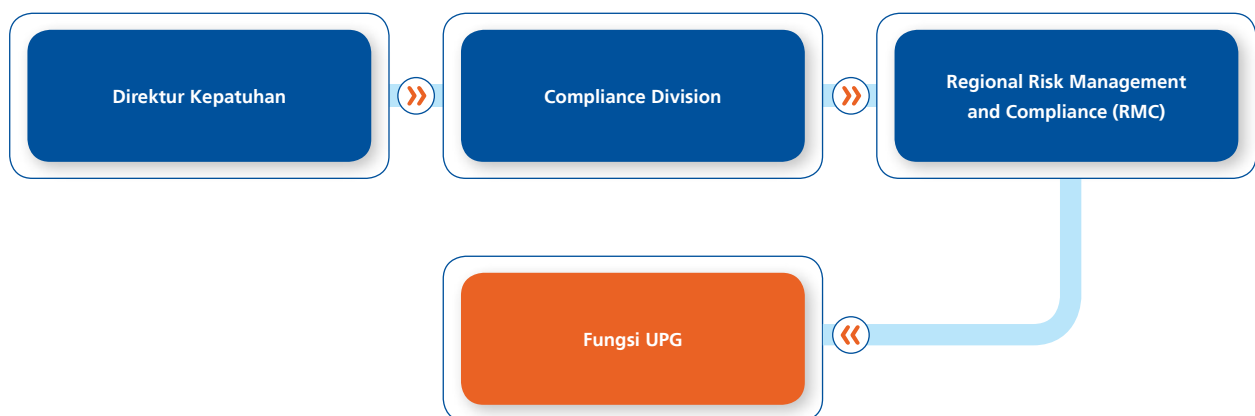 Direktur Kepatuhan
Compliance Division
Regional Risk Management
and Compliance (RMC)
Fungsi UPG